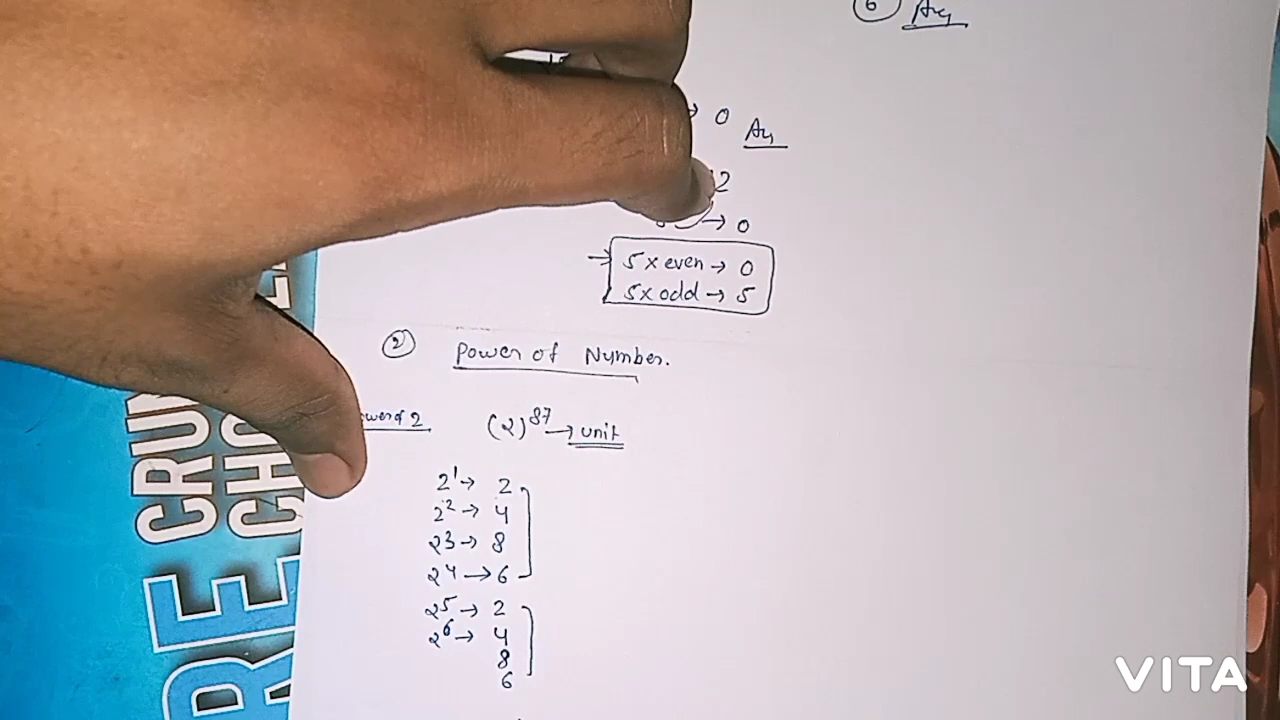 6
→ 0
2
→ 0
→ 5 x even → 0
5 x odd → 5
2 Power of Number.
(2)^87 → unit
2^1 → 2
2^2 → 4
2^3 → 8
2^4 → 6
2^5 → 2
2^6 → 4
8
6
VITA